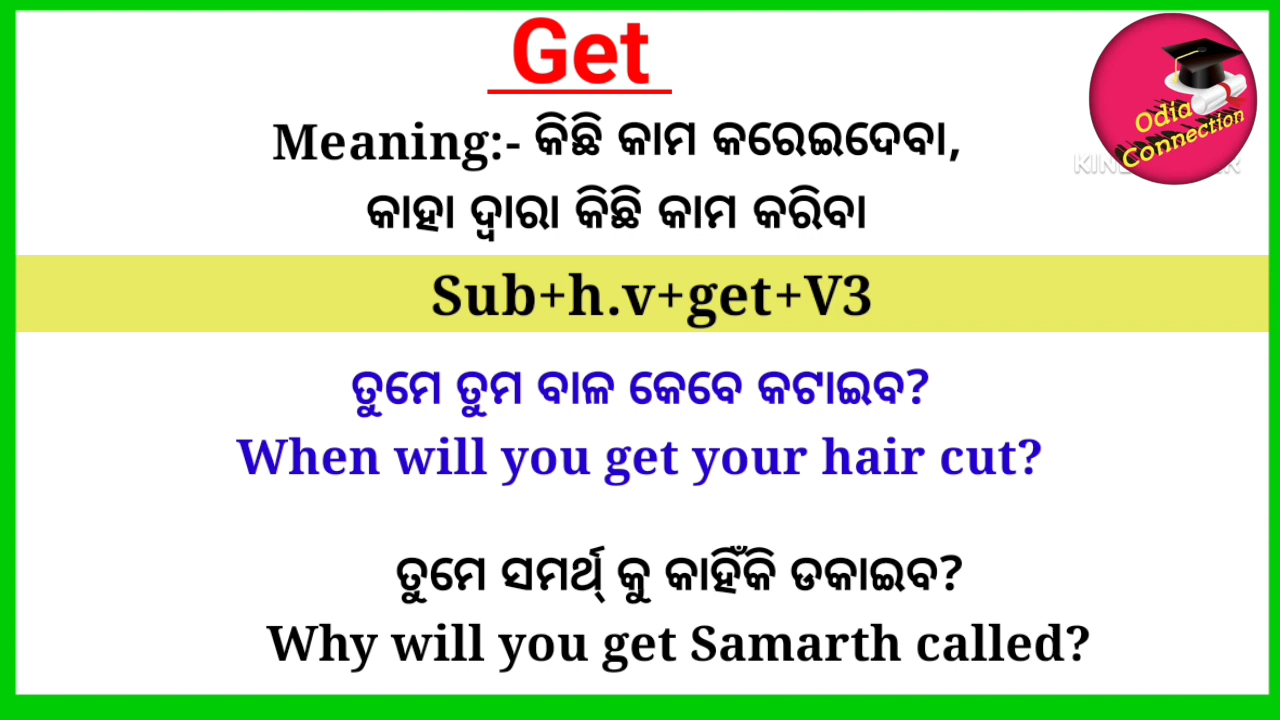 Get
Odia
Connection
Meaning:- କିଛି କାମ କରେଇଦେବା,
କାହା ଦ୍ୱାରା କିଛି କାମ କରିବା
Sub+h.v+get+V3
ତୁମେ ତୁମ ବାଳ କେବେ କଟାଇବ?
When will you get your hair cut?
ତୁମେ ସମର୍ଥ୍ କୁ କାହିଁକି ଡକାଇବ?
Why will you get Samarth called?